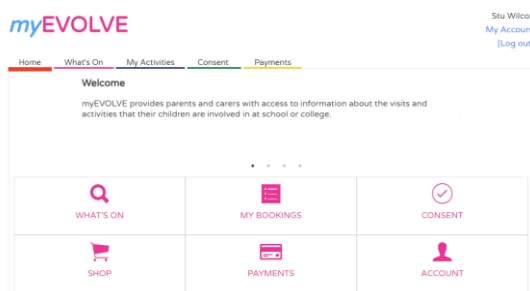 myEVOLVE
Stu Wilco
My Accoun
[Log out
Home What's On My Activities Consent Payments
Welcome
myEVOLVE provides parents and carers with access to information about the visits and
activities that their children are involved in at school or college.
WHAT'S ON MY BOOKINGS CONSENT
SHOP PAYMENTS ACCOUNT